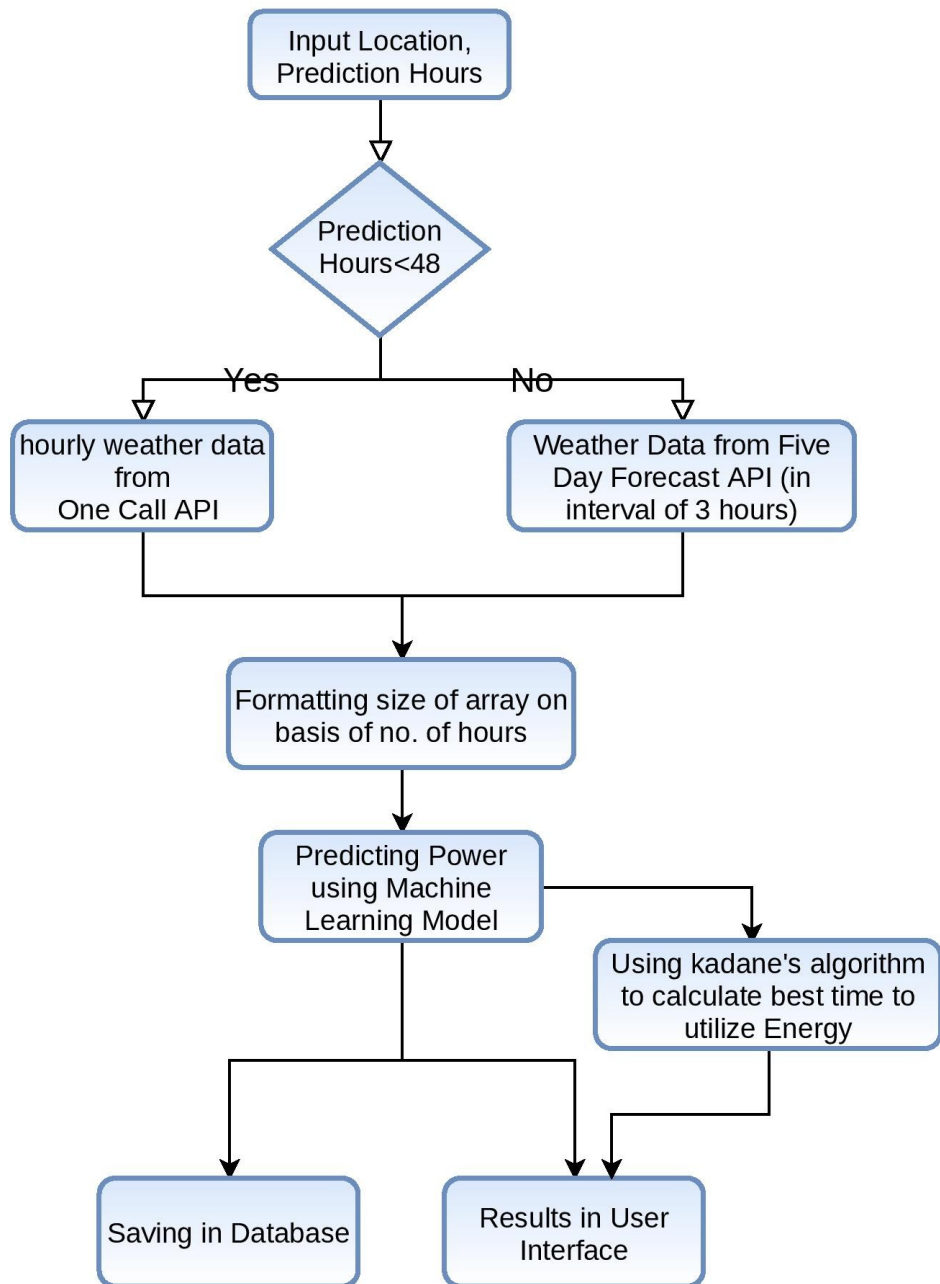 Input Location,
Prediction Hours
Prediction
Hours<48
Yes
No
hourly weather data
from
One Call API
Weather Data from Five
Day Forecast API (in
interval of 3 hours)
Formatting size of array on
basis of no. of hours
Predicting Power
using Machine
Learning Model
Using kadane's algorithm
to calculate best time to
utilize Energy
Saving in Database
Results in User
Interface